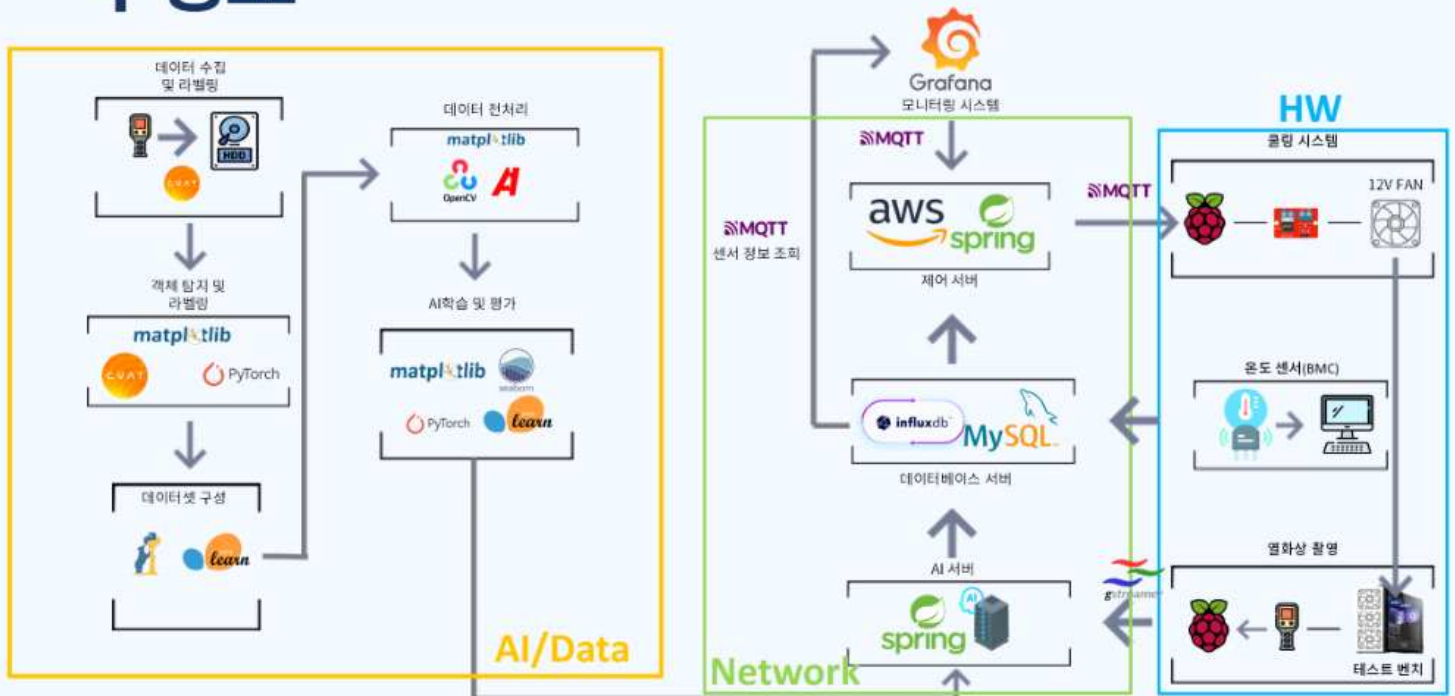 데이터 수집
및 라벨링
HDD
CVAT
객체 탐지 및
라벨링
matplotlib
CVAT
PyTorch
데이터셋 구성
learn
데이터 전처리
matplotlib
OpenCV
AI학습 및 평가
matplotlib
seaborn
PyTorch
learn
AI/Data
Grafana
모니터링 시스템
MQTT
MQTT
센서 정보 조회
aws
spring
제어 서버
influxdb
MySQL
데이터베이스 서버
AI 서버
AI
spring
Network
MQTT
gstreamer
HW
쿨링 시스템
12V FAN
온도 센서(BMC)
열화상 촬영
테스트 벤치